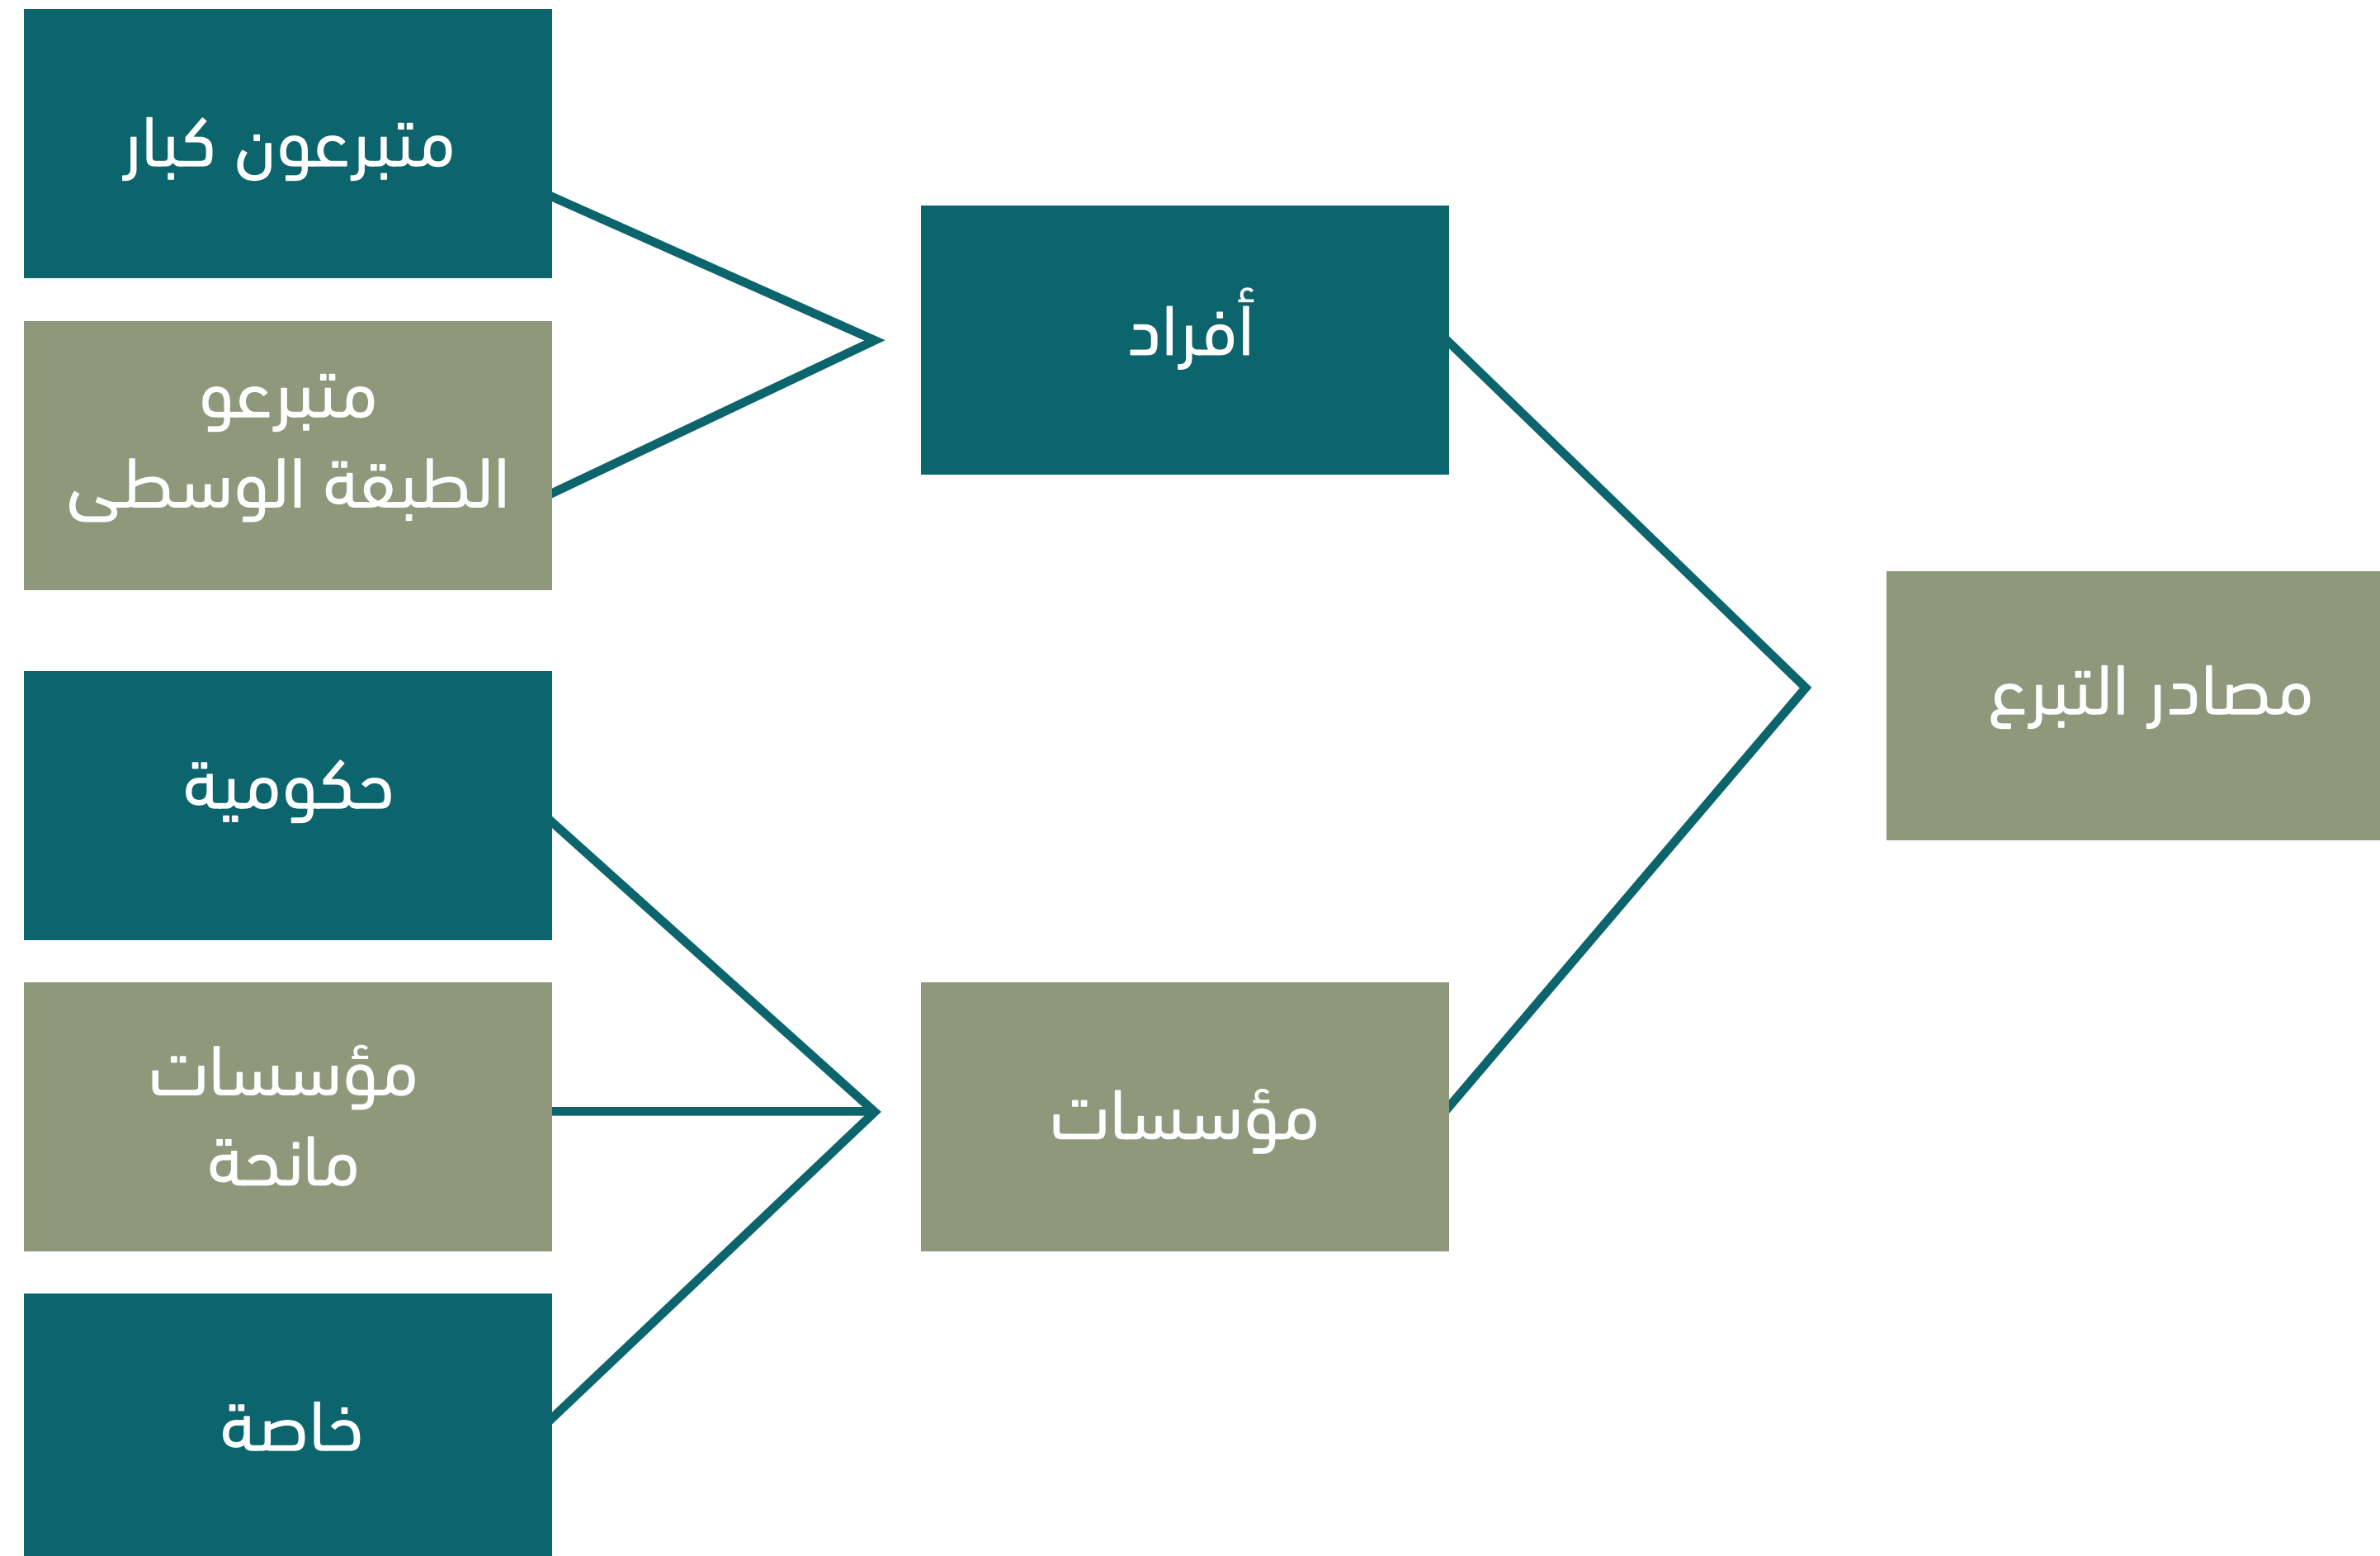 مصادر التبرع
أفراد
متبرعون كبار
متبرعو
الطبقة الوسطى
مؤسسات
حكومية
مؤسسات
مانحة
خاصة